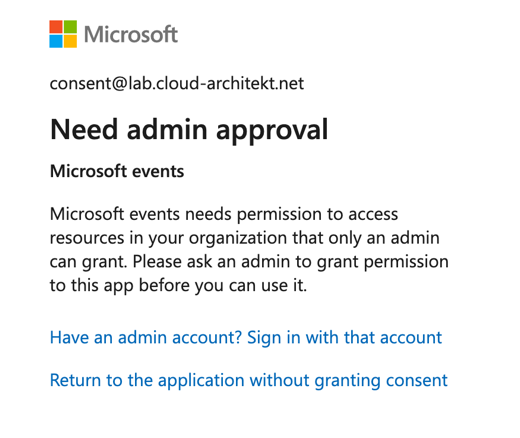 Microsoft
consent@lab.cloud-architekt.net
Need admin approval
Microsoft events
Microsoft events needs permission to access
resources in your organization that only an admin
can grant. Please ask an admin to grant permission
to this app before you can use it.
Have an admin account? Sign in with that account
Return to the application without granting consent